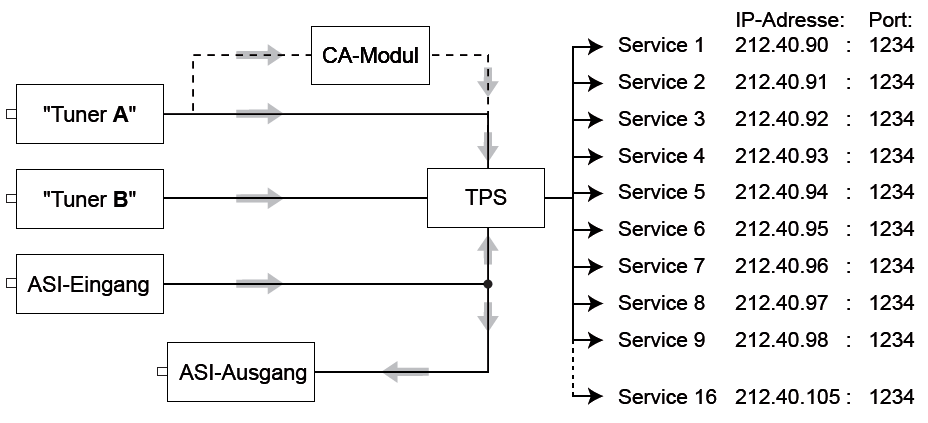 IP-Adresse: Port:
Service 1 212.40.90 : 1234
CA-Modul
Service 2 212.40.91 : 1234
"Tuner A"
Service 3 212.40.92 : 1234
Service 4 212.40.93 : 1234
"Tuner B"
TPS
Service 5 212.40.94 : 1234
Service 6 212.40.95 : 1234
ASI-Eingang
Service 7 212.40.96 : 1234
Service 8 212.40.97 : 1234
Service 9 212.40.98 : 1234
ASI-Ausgang
Service 16 212.40.105 : 1234